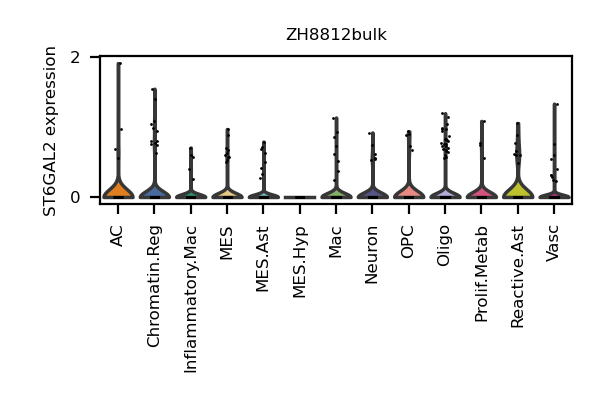 ZH8812bulk
ST6GAL2 expression
2
0
AC
Chromatin.Reg
Inflammatory.Mac
MES
MES.Ast
MES.Hyp
Mac
Neuron
OPC
Oligo
Prolif.Metab
Reactive.Ast
Vasc